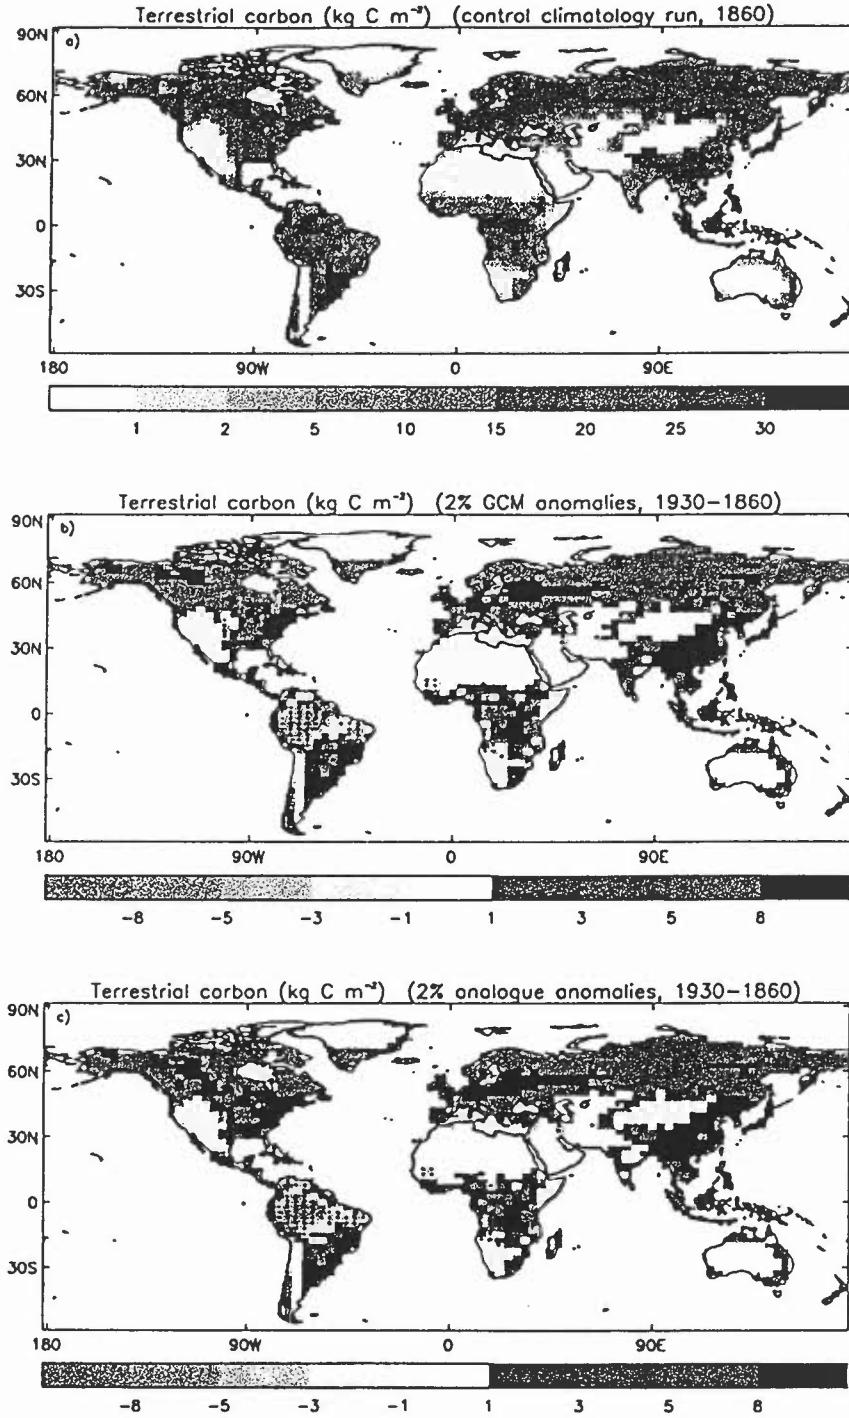 Terrestrial carbon (kg C m⁻²) (control climatology run, 1860)
a)
90N
60N
30N
0
30S
180 90W 0 90E
1 2 5 10 15 20 25 30
Terrestrial carbon (kg C m⁻²) (2% GCM anomalies, 1930-1860)
b)
90N
60N
30N
0
30S
180 90W 0 90E
-8 -5 -3 -1 1 3 5 8
Terrestrial carbon (kg C m⁻²) (2% analogue anomalies, 1930-1860)
c)
90N
60N
30N
0
30S
180 90W 0 90E
-8 -5 -3 -1 1 3 5 8